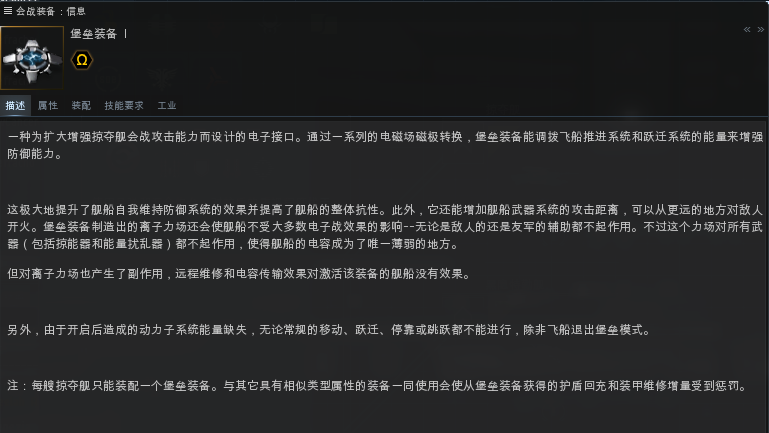 会战装备：信息
堡垒装备 I
Ω
« »
描述 属性 装配 技能要求 工业
一种为扩大增强掠夺舰会战攻击能力而设计的电子接口。通过一系列的电磁场磁极转换，堡垒装备能调拨飞船推进系统和跃迁系统的能量来增强
防御能力。
这极大地提升了舰船自我维持防御系统的效果并提高了舰船的整体抗性。此外，它还能增加舰船武器系统的攻击距离，可以从更远的地方对敌人
开火。堡垒装备制造出的离子力场还会使舰船不受大多数电子战效果的影响--无论是敌人的还是友军的辅助都不起作用。不过这个力场对所有武
器（包括掠能器和能量扰乱器）都不起作用，使得舰船的电容成为了唯一薄弱的地方。
但对离子力场也产生了副作用，远程维修和电容传输效果对激活该装备的舰船没有效果。
另外，由于开启后造成的动力子系统能量缺失，无论常规的移动、跃迁、停靠或跳跃都不能进行，除非飞船退出堡垒模式。
注：每艘掠夺舰只能装配一个堡垒装备。与其它具有相似类型属性的装备一同使用会使从堡垒装备获得的护盾回充和装甲维修增量受到惩罚。